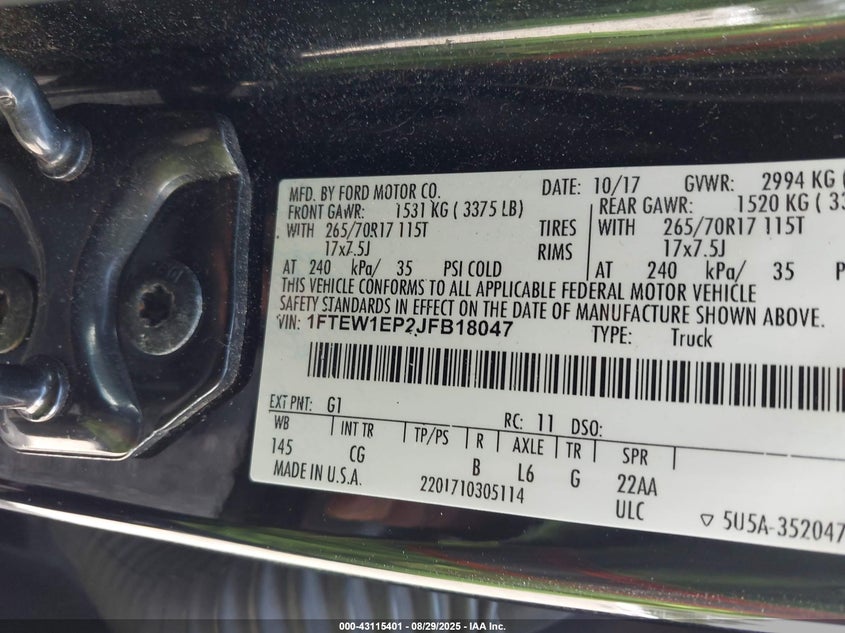 MFD. BY FORD MOTOR CO. DATE: 10/17 GVWR: 2994 KG (
FRONT GAWR: 1531 KG ( 3375 LB) REAR GAWR: 1520 KG ( 33
WITH 265/70R17 115T TIRES WITH 265/70R17 115T
17x7.5J RIMS 17x7.5J
AT 240 kPa/ 35 PSI COLD AT 240 kPa/ 35 PS
THIS VEHICLE CONFORMS TO ALL APPLICABLE FEDERAL MOTOR VEHICLE
SAFETY STANDARDS IN EFFECT ON THE DATE OF MANUFACTURE SHOWN ABOVE.
VIN: 1FTEW1EP2JFB18047 TYPE: Truck
EXT PNT: G1 RC: 11 DSO:
WB INT TR TP/PS R AXLE TR SPR
145 CG B L6 G 22AA
MADE IN U.S.A. 2201710305114 ULC
5U5A-352047
000-43115401 - 08/29/2025 - IAA Inc.